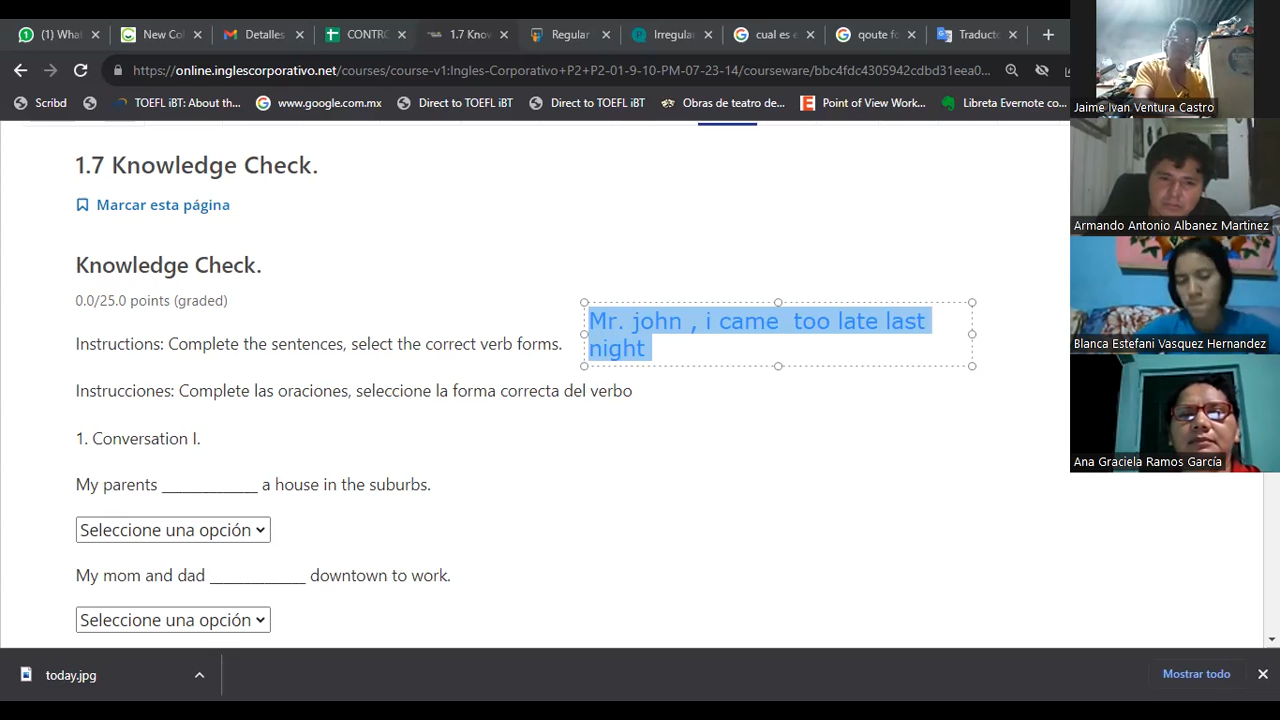 (1) What
New Col
Detalles
CONTRO
1.7 Know
Regular
Irregular
cual es e
qoute fo
Traducto
https://online.inglescorporativo.net/courses/course-v1:Ingles-Corporativo+P2+P2-01-9-10-PM-07-23-14/courseware/bbc4fdc4305942cdbd31eea0...
Scribd
TOEFL iBT: About th...
www.google.com.mx
Direct to TOEFL iBT
Direct to TOEFL iBT
Obras de teatro de...
Point of View Work...
Libreta Evernote co...
1.7 Knowledge Check.
Marcar esta página
Knowledge Check.
0.0/25.0 points (graded)
Mr. john , i came too late last
night
Instructions: Complete the sentences, select the correct verb forms.
Instrucciones: Complete las oraciones, seleccione la forma correcta del verbo
1. Conversation I.
My parents _____________ a house in the suburbs.
Seleccione una opción
My mom and dad _____________ downtown to work.
Seleccione una opción
today.jpg
Mostrar todo
Jaime Ivan Ventura Castro
Armando Antonio Albanez Martinez
Blanca Estefani Vasquez Hernandez
Ana Graciela Ramos García